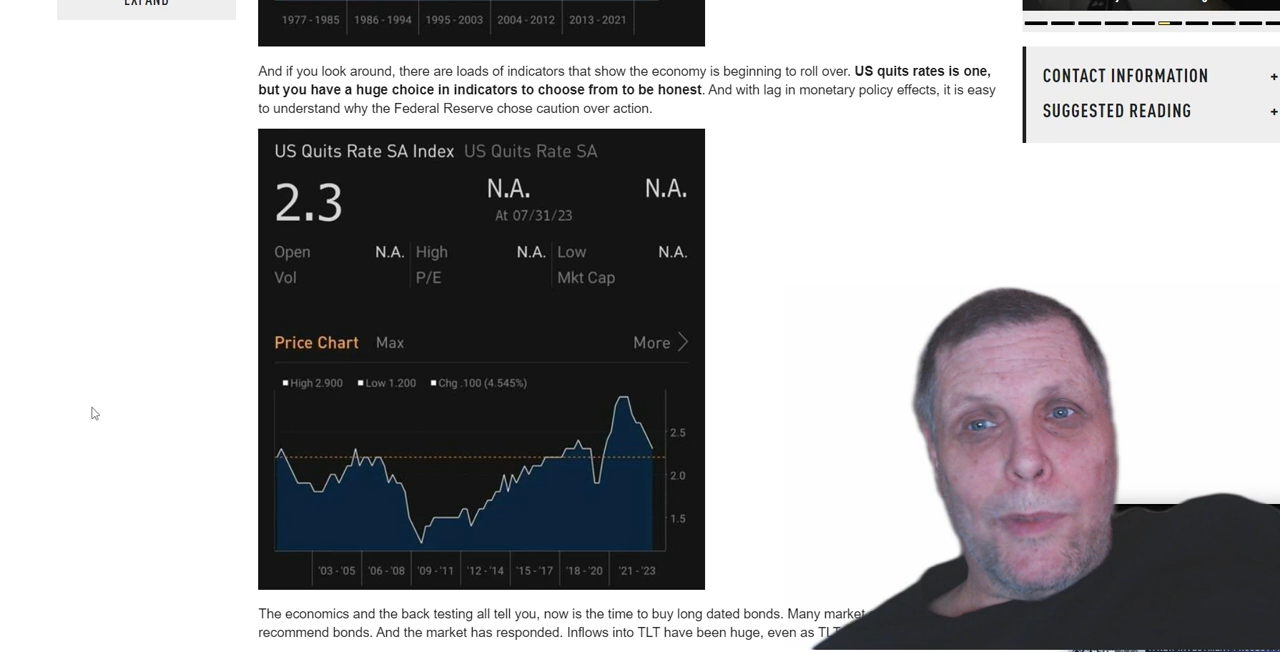 EXPAND
1977 - 1985 1986 - 1994 1995 - 2003 2004 - 2012 2013 - 2021
And if you look around, there are loads of indicators that show the economy is beginning to roll over. US quits rates is one,
but you have a huge choice in indicators to choose from to be honest. And with lag in monetary policy effects, it is easy
to understand why the Federal Reserve chose caution over action.
US Quits Rate SA Index US Quits Rate SA
2.3 N.A. N.A.
At 07/31/23
Open N.A. High N.A. Low N.A.
Vol P/E Mkt Cap
Price Chart Max More
High 2.900 Low 1.200 Chg .100 (4.545%)
2.5
2.0
1.5
'03 - '05 '06 - '08 '09 - '11 '12 - '14 '15 - '17 '18 - '20 '21 - '23
The economics and the back testing all tell you, now is the time to buy long dated bonds. Many market
recommend bonds. And the market has responded. Inflows into TLT have been huge, even as TLT
CONTACT INFORMATION +
SUGGESTED READING +